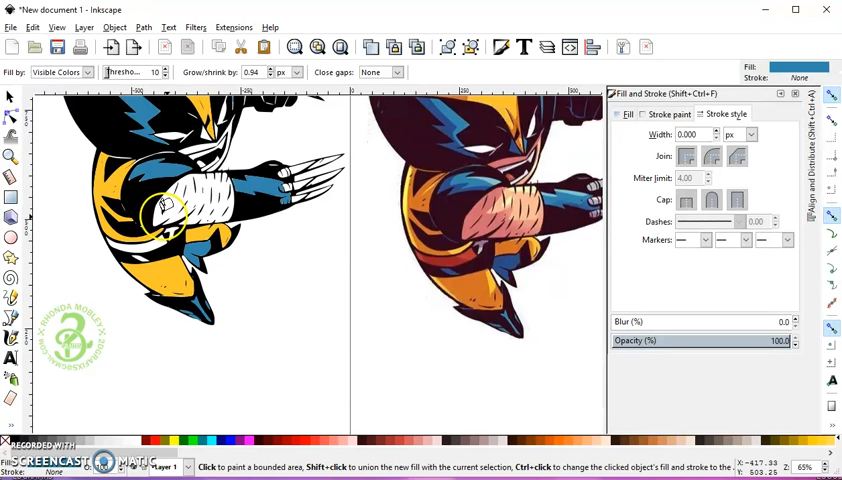 *New document 1 - Inkscape
File Edit View Layer Object Path Text Filters Extensions Help
Fill by: Visible Colors Thresho... 10 Grow/shrink by: 0.94 px Close gaps: None
Fill:
Stroke: None
Fill and Stroke (Shift+Ctrl+F)
Fill Stroke paint Stroke style
Width: 0.000 px
Join:
Miter limit: 4.00
Cap:
Dashes: 0.00
Markers:
Align and Distribute (Shift+Ctrl+A)
Blur (%) 0.0
Opacity (%) 100.0
RHONDA MOBLEY
2DGRAFIX@GMAIL.COM
RECORDED WITH
SCREENCAST MATIC
Stroke: None
Layer 1
Click to paint a bounded area, Shift+click to union the new fill with the current selection, Ctrl+click to change the clicked object's fill and stroke to the
X: -417.33
Y: 503.25
Z: 65%